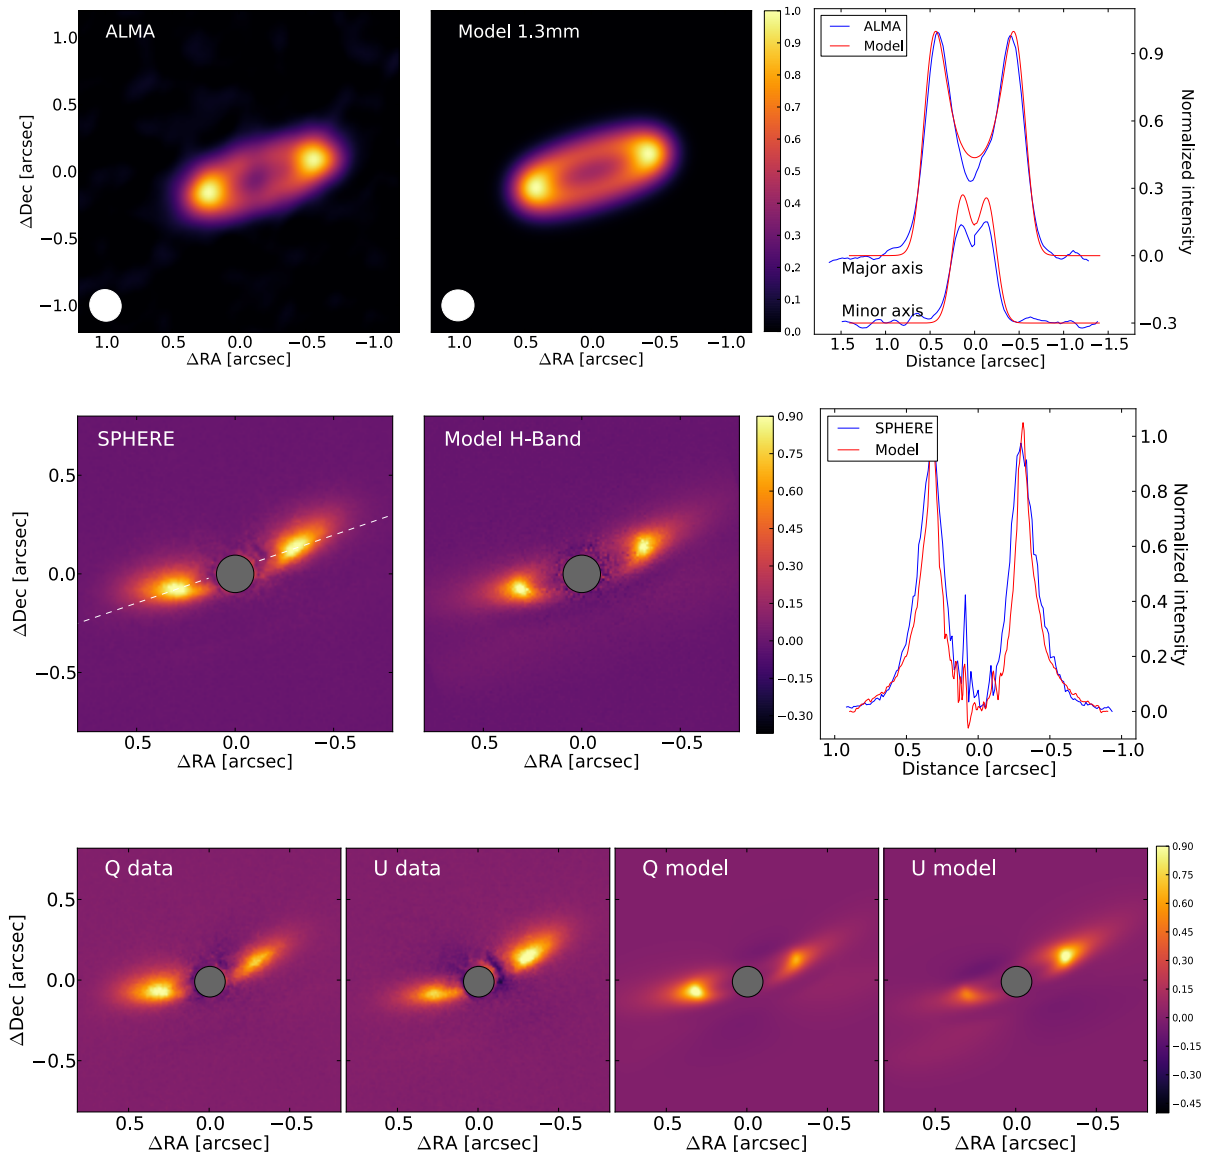 ALMA
Model 1.3mm
ΔDec [arcsec]
1.0
0.5
0.0
−0.5
−1.0
1.0 0.5 0.0 −0.5 −1.0
ΔRA [arcsec]
1.0 0.5 0.0 −0.5 −1.0
ΔRA [arcsec]
1.0
0.9
0.8
0.7
0.6
0.5
0.4
0.3
0.2
0.1
0.0
ALMA
Model
Major axis
Minor axis
0.9
0.6
0.3
0.0
−0.3
Normalized intensity
1.5 1.0 0.5 0.0 −0.5 −1.0 −1.5
Distance [arcsec]
SPHERE
Model H-Band
ΔDec [arcsec]
0.5
0.0
−0.5
0.5 0.0 −0.5
ΔRA [arcsec]
0.5 0.0 −0.5
ΔRA [arcsec]
0.90
0.75
0.60
0.45
0.30
0.15
0.00
−0.15
−0.30
SPHERE
Model
1.0
0.8
0.6
0.4
0.2
0.0
Normalized intensity
1.0 0.5 0.0 −0.5 −1.0
Distance [arcsec]
Q data
U data
Q model
U model
ΔDec [arcsec]
0.5
0.0
−0.5
0.5 0.0 −0.5
ΔRA [arcsec]
0.5 0.0 −0.5
ΔRA [arcsec]
0.5 0.0 −0.5
ΔRA [arcsec]
0.5 0.0 −0.5
ΔRA [arcsec]
0.90
0.75
0.60
0.45
0.30
0.15
0.00
−0.15
−0.30
−0.45